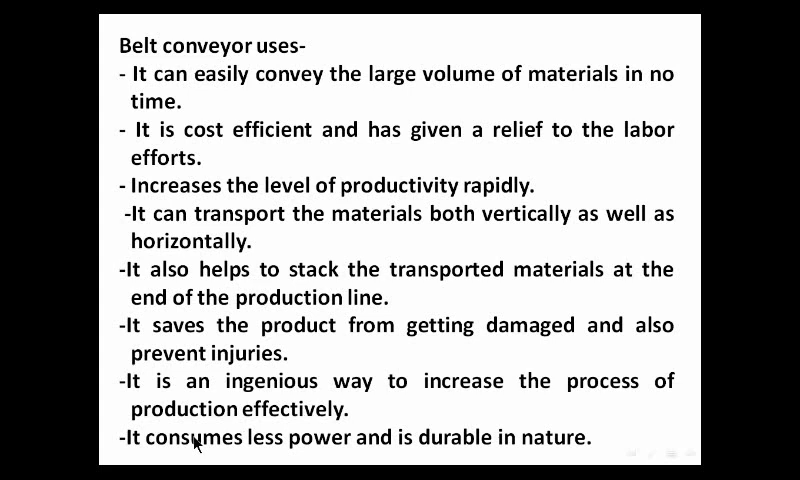 Belt conveyor uses-
- It can easily convey the large volume of materials in no
time.
- It is cost efficient and has given a relief to the labor
efforts.
- Increases the level of productivity rapidly.
-It can transport the materials both vertically as well as
horizontally.
-It also helps to stack the transported materials at the
end of the production line.
-It saves the product from getting damaged and also
prevent injuries.
-It is an ingenious way to increase the process of
production effectively.
-It consumes less power and is durable in nature.